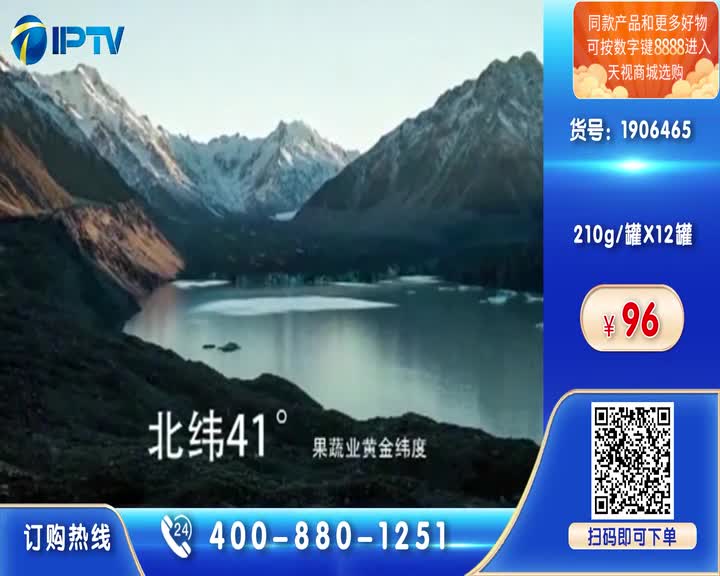 IPTV
同款产品和更多好物
可按数字键8888进入
天视商城选购
货号：1906465
210g/罐X12罐
￥96
北纬41°
果蔬业黄金纬度
扫码即可下单
订购热线
24
400-880-1251